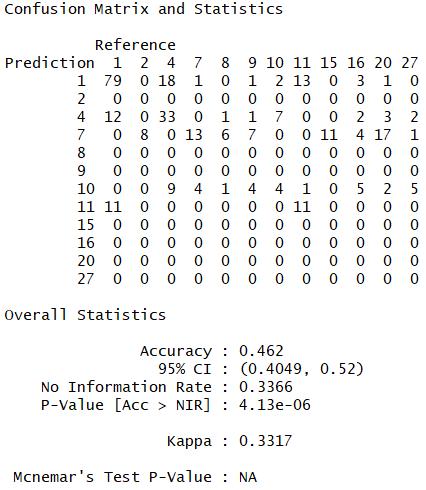 Confusion Matrix and Statistics
Reference
Prediction 1 2 4 7 8 9 10 11 15 16 20 27
1 79 0 18 1 0 1 2 13 0 3 1 0
2 0 0 0 0 0 0 0 0 0 0 0 0
4 12 0 33 0 1 1 7 0 0 2 3 2
7 0 8 0 13 6 7 0 0 11 4 17 1
8 0 0 0 0 0 0 0 0 0 0 0 0
9 0 0 0 0 0 0 0 0 0 0 0 0
10 0 0 9 4 1 4 4 1 0 5 2 5
11 11 0 0 0 0 0 0 11 0 0 0 0
15 0 0 0 0 0 0 0 0 0 0 0 0
16 0 0 0 0 0 0 0 0 0 0 0 0
20 0 0 0 0 0 0 0 0 0 0 0 0
27 0 0 0 0 0 0 0 0 0 0 0 0
Overall Statistics
Accuracy : 0.462
95% CI : (0.4049, 0.52)
No Information Rate : 0.3366
P-Value [Acc > NIR] : 4.13e-06
Kappa : 0.3317
Mcnemar's Test P-Value : NA